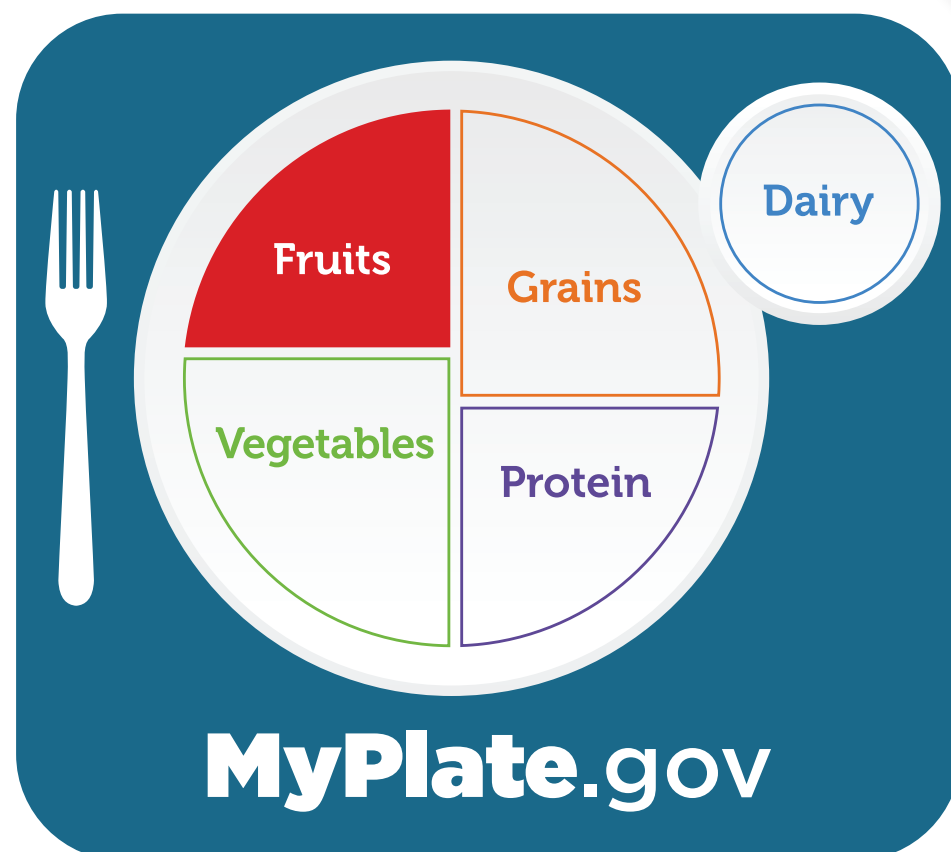 Dairy
Fruits
Grains
Vegetables
Protein
MyPlate.gov